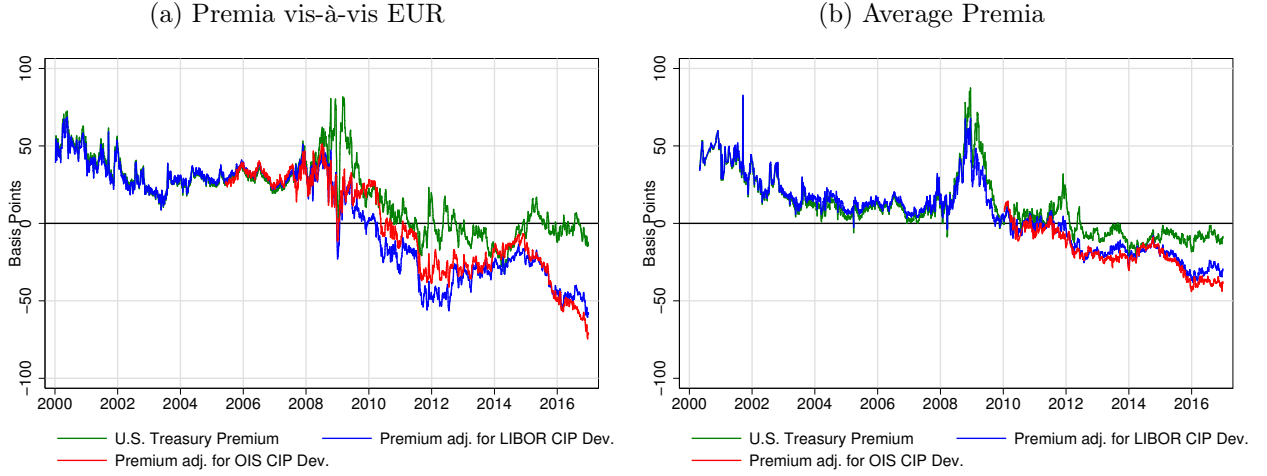 (a) Premia vis-à-vis EUR
Basis Points
100
50
0
−50
−100
2000 2002 2004 2006 2008 2010 2012 2014 2016
U.S. Treasury Premium
Premium adj. for LIBOR CIP Dev.
Premium adj. for OIS CIP Dev.
(b) Average Premia
Basis Points
100
50
0
−50
−100
2000 2002 2004 2006 2008 2010 2012 2014 2016
U.S. Treasury Premium
Premium adj. for LIBOR CIP Dev.
Premium adj. for OIS CIP Dev.